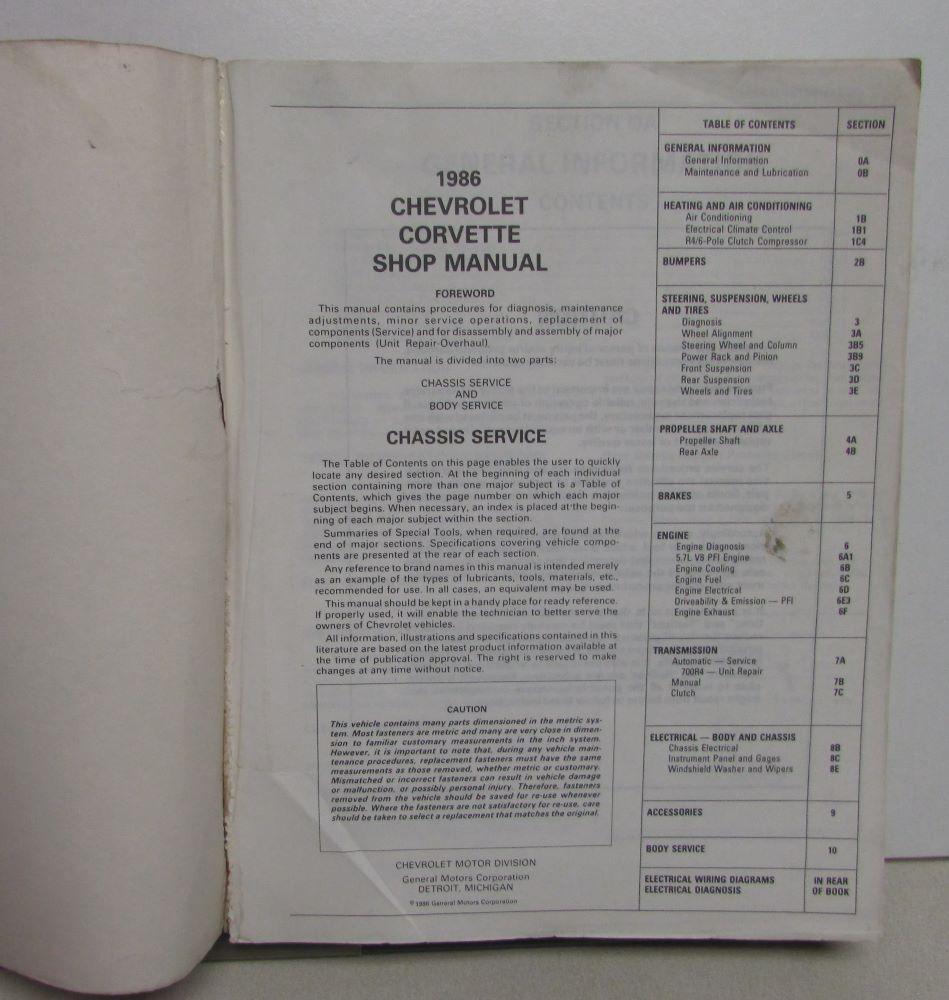 1986
CHEVROLET
CORVETTE
SHOP MANUAL
FOREWORD
This manual contains procedures for diagnosis, maintenance
adjustments, minor service operations, replacement of
components (Service) and for disassembly and assembly of major
components (Unit Repair-Overhaul).
The manual is divided into two parts:
CHASSIS SERVICE
AND
BODY SERVICE
CHASSIS SERVICE
The Table of Contents on this page enables the user to quickly
locate any desired section. At the beginning of each individual
section containing more than one major subject is a Table of
Contents, which gives the page number on which each major
subject begins. When necessary, an index is placed at the begin-
ning of each major subject within the section.
Summaries of Special Tools, when required, are found at the
end of major sections. Specifications covering vehicle compo-
nents are presented at the rear of each section.
Any reference to brand names in this manual is intended merely
as an example of the types of lubricants, tools, materials, etc.,
recommended for use. In all cases, an equivalent may be used.
This manual should be kept in a handy place for ready reference.
If properly used, it will enable the technician to better serve the
owners of Chevrolet vehicles.
All information, illustrations and specifications contained in this
literature are based on the latest product information available at
the time of publication approval. The right is reserved to make
changes at any time without notice.
CAUTION
This vehicle contains many parts dimensioned in the metric sys-
tem. Most fasteners are metric and many are very close in dimen-
sion to familiar customary measurements in the inch system.
However, it is important to note that, during any vehicle main-
tenance procedures, replacement fasteners must have the same
measurements as those removed, whether metric or customary.
Mismatched or incorrect fasteners can result in vehicle damage
or malfunction, or possibly personal injury. Therefore, fasteners
removed from the vehicle should be saved for re-use whenever
possible. Where the fasteners are not satisfactory for re-use, care
should be taken to select a replacement that matches the original.
CHEVROLET MOTOR DIVISION
General Motors Corporation
DETROIT, MICHIGAN
© 1986 General Motors Corporation
TABLE OF CONTENTS SECTION
GENERAL INFORMATION
General Information 0A
Maintenance and Lubrication 0B
HEATING AND AIR CONDITIONING
Air Conditioning 1B
Electrical Climate Control 1B1
R4/6-Pole Clutch Compressor 1C4
BUMPERS 2B
STEERING, SUSPENSION, WHEELS
AND TIRES
Diagnosis 3
Wheel Alignment 3A
Steering Wheel and Column 3B5
Power Rack and Pinion 3B9
Front Suspension 3C
Rear Suspension 3D
Wheels and Tires 3E
PROPELLER SHAFT AND AXLE
Propeller Shaft 4A
Rear Axle 4B
BRAKES 5
ENGINE
Engine Diagnosis 6
5.7L V8 PFI Engine 6A1
Engine Cooling 6B
Engine Fuel 6C
Engine Electrical 6D
Driveability & Emission — PFI 6E3
Engine Exhaust 6F
TRANSMISSION
Automatic — Service 7A
700R4 — Unit Repair
Manual 7B
Clutch 7C
ELECTRICAL — BODY AND CHASSIS
Chassis Electrical 8B
Instrument Panel and Gages 8C
Windshield Washer and Wipers 8E
ACCESSORIES 9
BODY SERVICE 10
ELECTRICAL WIRING DIAGRAMS IN REAR
ELECTRICAL DIAGNOSIS OF BOOK